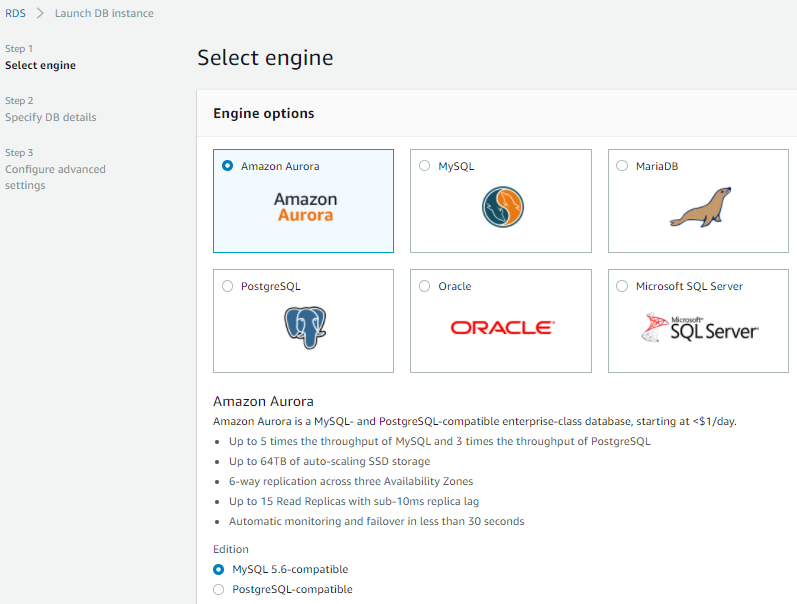 RDS > Launch DB instance
Step 1
Select engine
Step 2
Specify DB details
Step 3
Configure advanced
settings
Select engine
Engine options
Amazon Aurora
Amazon
Aurora
MySQL
MariaDB
PostgreSQL
Oracle
ORACLE
Microsoft SQL Server
Microsoft
SQL Server
Amazon Aurora
Amazon Aurora is a MySQL- and PostgreSQL-compatible enterprise-class database, starting at <$1/day.
• Up to 5 times the throughput of MySQL and 3 times the throughput of PostgreSQL
• Up to 64TB of auto-scaling SSD storage
• 6-way replication across three Availability Zones
• Up to 15 Read Replicas with sub-10ms replica lag
• Automatic monitoring and failover in less than 30 seconds
Edition
MySQL 5.6-compatible
PostgreSQL-compatible